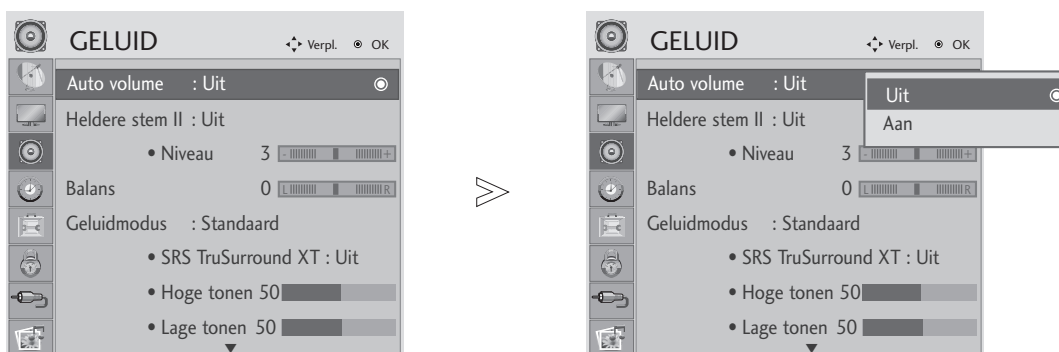 GELUID Verpl. OK
Auto volume : Uit
Heldere stem II : Uit
• Niveau 3 - +
Balans 0 L R
Geluidmodus : Standaard
• SRS TruSurround XT : Uit
• Hoge tonen 50
• Lage tonen 50
GELUID Verpl. OK
Auto volume : Uit
Uit
Aan
Heldere stem II : Uit
• Niveau 3 - +
Balans 0 L R
Geluidmodus : Standaard
• SRS TruSurround XT : Uit
• Hoge tonen 50
• Lage tonen 50